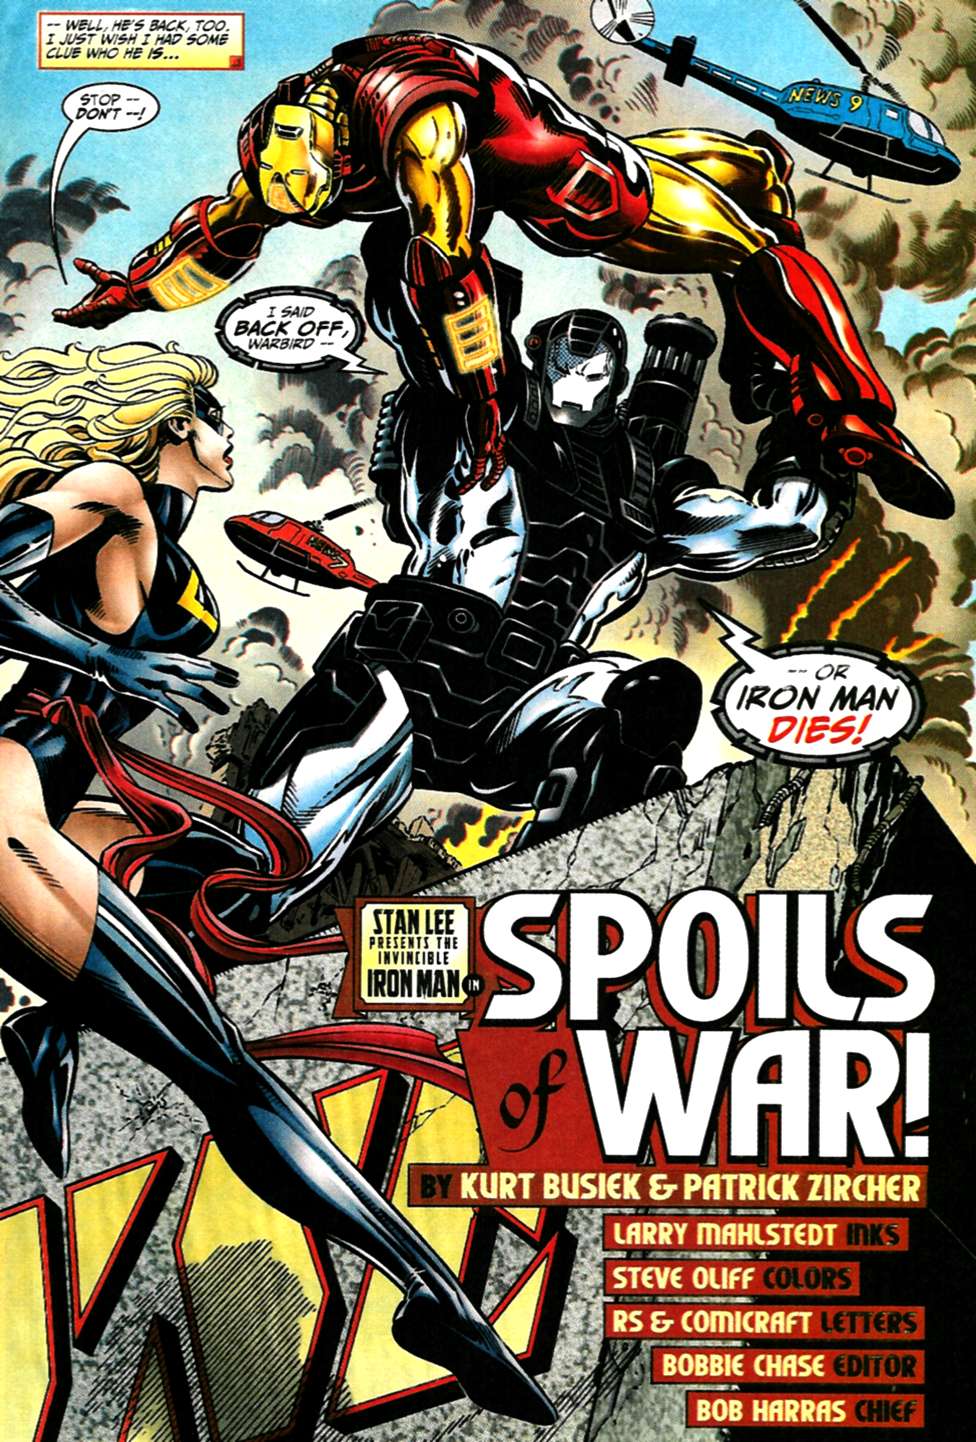 -- WELL, HE'S BACK, TOO.
I JUST WISH I HAD SOME
CLUE WHO HE IS...
STOP --
DON'T --!
NEWS 9
I SAID
BACK OFF,
WARBIRD --
7
-- OR
IRON MAN
DIES!
STAN LEE
PRESENTS THE
INVINCIBLE
IRON MAN IN
SPOILS
of WAR!
BY KURT BUSIEK & PATRICK ZIRCHER
LARRY MAHLSTEDT INKS
STEVE OLIFF COLORS
RS & COMICRAFT LETTERS
BOBBIE CHASE EDITOR
BOB HARRAS CHIEF